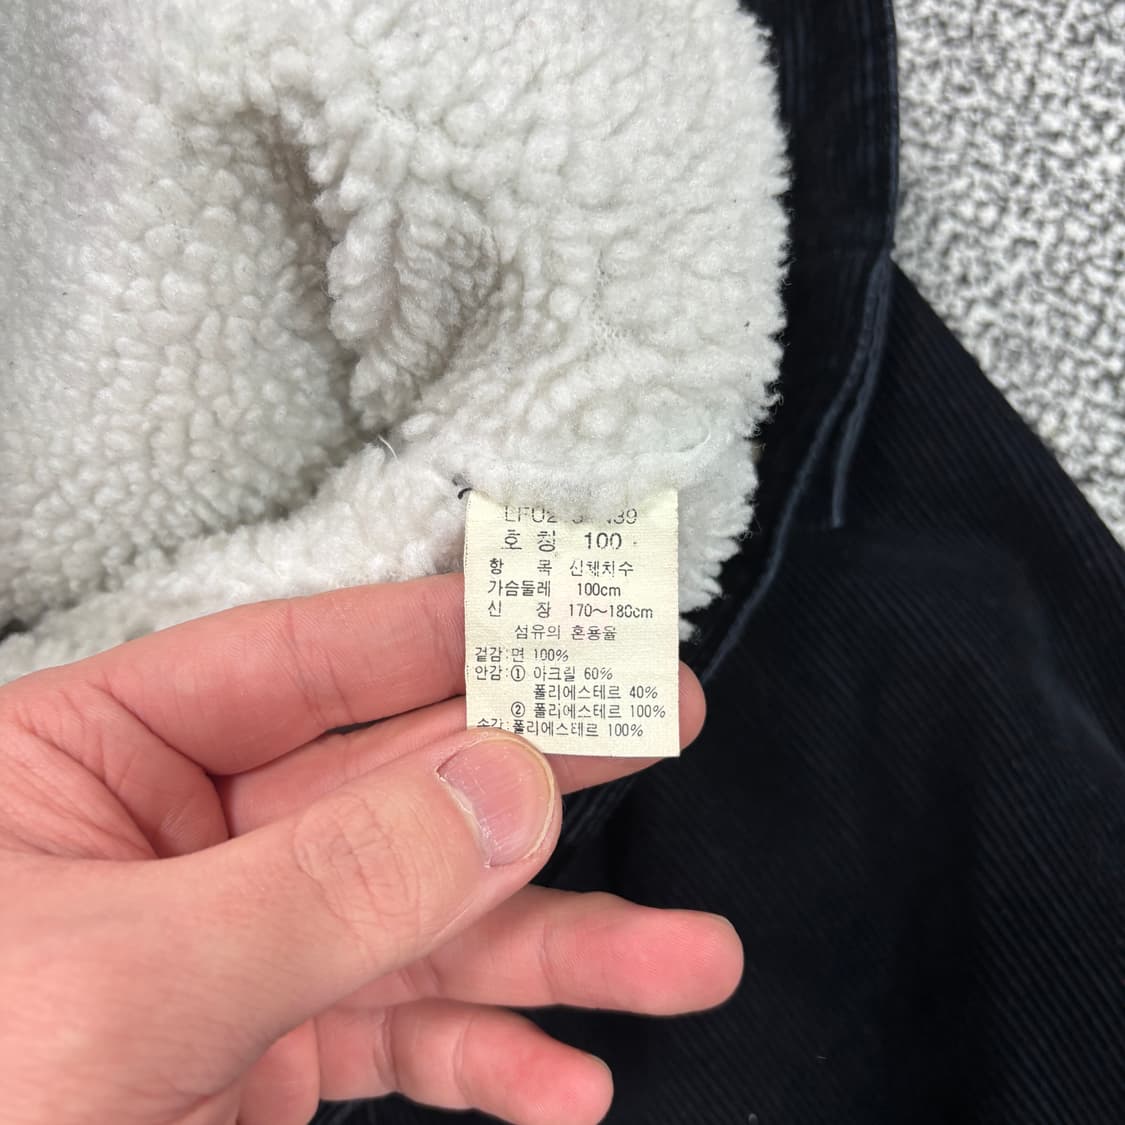 호 칭 100
항 목 신체치수
가슴둘레 100cm
신 장 170~180cm
섬유의 혼용율
겉감:면 100%
안감:① 아크릴 60%
폴리에스테르 40%
② 폴리에스테르 100%
폴리에스테르 100%